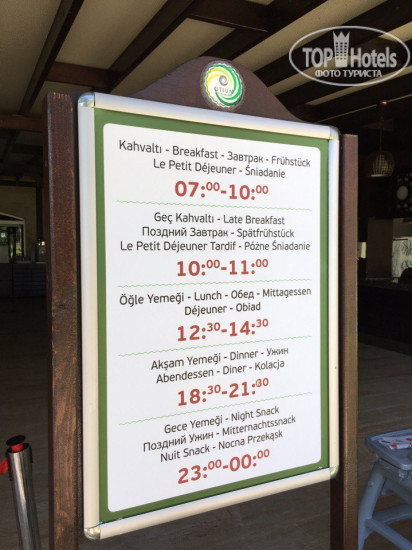 TOP Hotels
ФОТО ТУРИСТА
OTIUM
Kahvaltı - Breakfast - Завтрак - Frühstück
Le Petit Déjeuner - Śniadanie
07:00-10:00
Geç Kahvaltı - Late Breakfast
Поздний Завтрак - Spätfrühstück
Le Petit Déjeuner Tardif - Póżne Śniadanie
10:00-11:00
Öğle Yemeği - Lunch - Обед - Mittagessen
Déjeuner - Obiad
12:30-14:30
Akşam Yemeği - Dinner - Ужин
Abendessen - Diner - Kolacja
18:30-21:30
Gece Yemeği - Night Snack
Поздний Ужин - Mitternachtssnack
Nuit Snack - Nocna Przekąsk
23:00-00:00